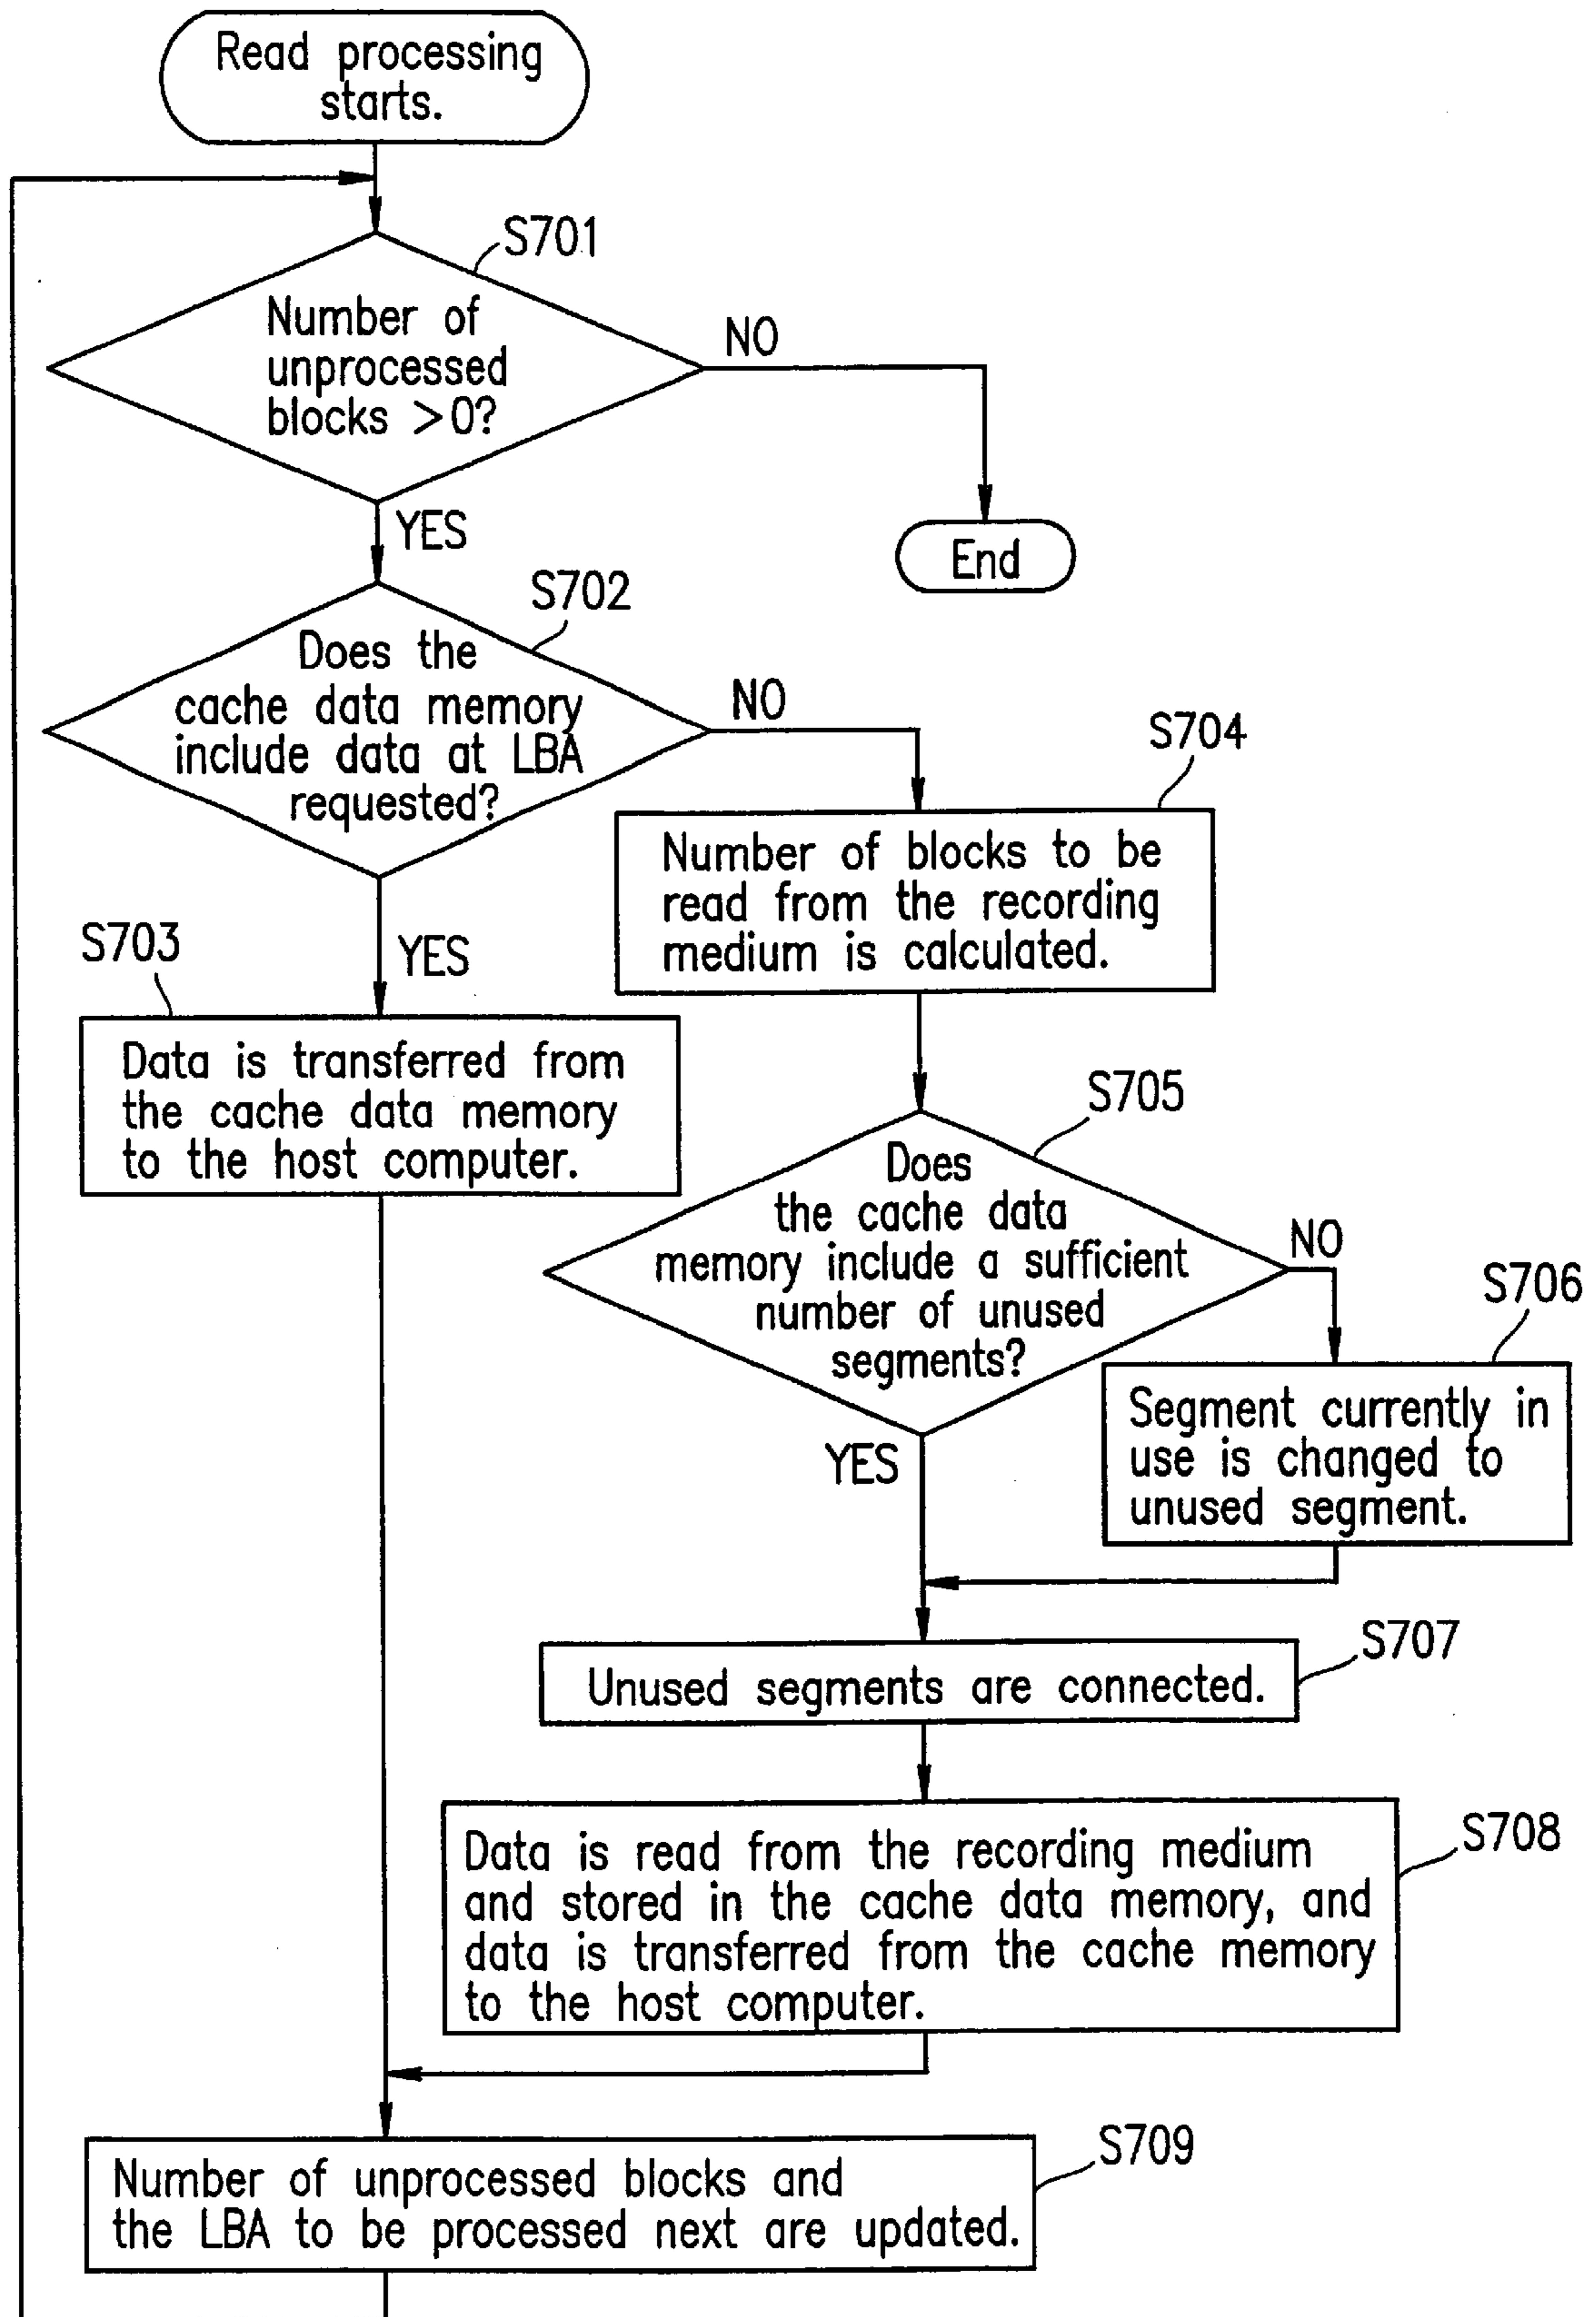 Read processing
starts.
S701
Number of
unprocessed
blocks >0?
NO
YES
End
S702
Does the
cache data memory
include data at LBA
requested?
NO
S704
Number of blocks to be
read from the recording
medium is calculated.
S703
YES
Data is transferred from
the cache data memory
to the host computer.
S705
Does
the cache data
memory include a sufficient
number of unused
segments?
NO
S706
YES
Segment currently in
use is changed to
unused segment.
S707
Unused segments are connected.
S708
Data is read from the recording medium
and stored in the cache data memory, and
data is transferred from the cache memory
to the host computer.
S709
Number of unprocessed blocks and
the LBA to be processed next are updated.